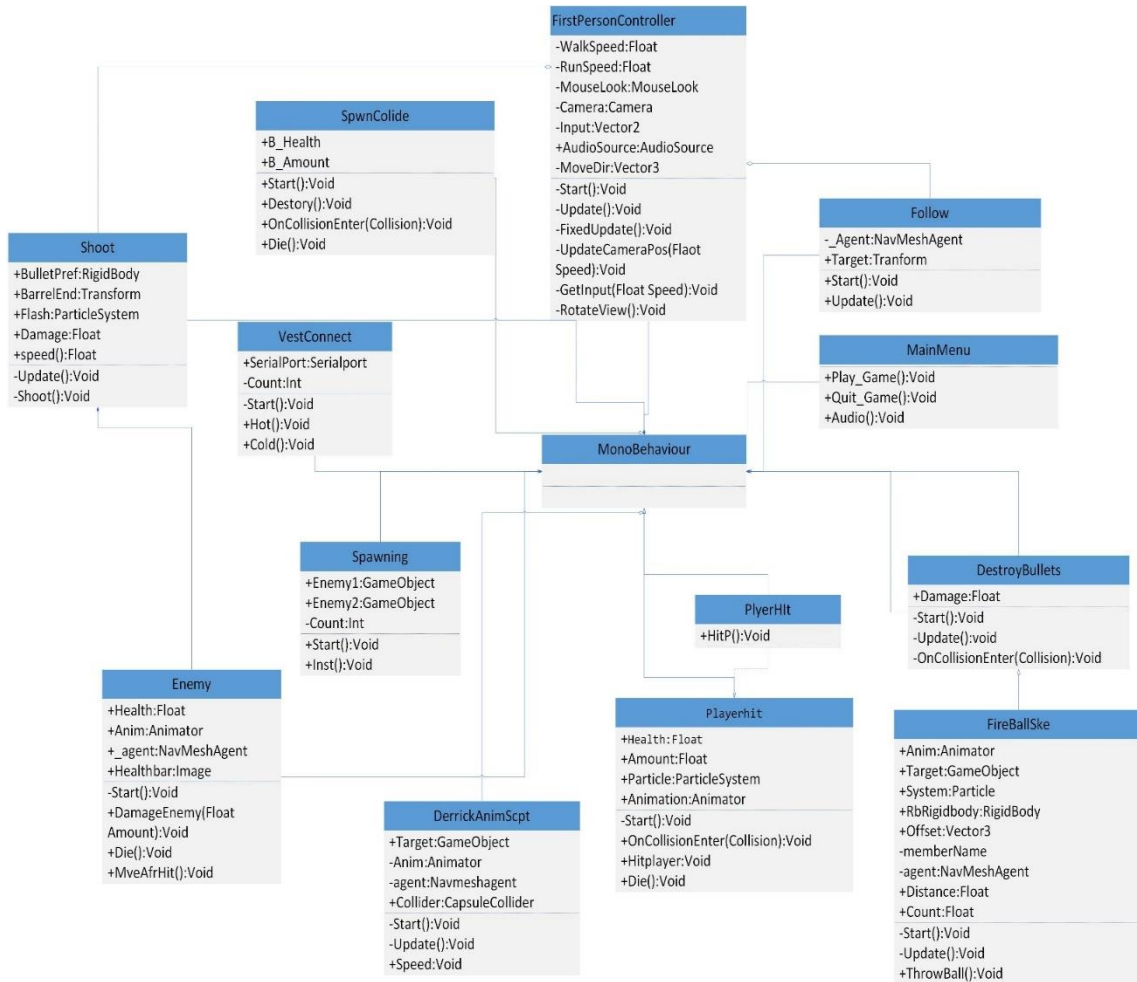 FirstPersonController
-WalkSpeed:Float
-RunSpeed:Float
-MouseLook:MouseLook
-Camera:Camera
-Input:Vector2
+AudioSource:AudioSource
-MoveDir:Vector3
-Start():Void
-Update():Void
-FixedUpdate():Void
-UpdateCameraPos(Flaot
Speed):Void
-GetInput(Float Speed):Void
-RotateView():Void
SpwnColide
+B_Health
+B_Amount
+Start():Void
+Destory():Void
+OnCollisionEnter(Collision):Void
+Die():Void
Follow
-_Agent:NavMeshAgent
+Target:Tranform
+Start():Void
+Update():Void
Shoot
+BulletPref:RigidBody
+BarrelEnd:Transform
+Flash:ParticleSystem
+Damage:Float
+speed():Float
-Update():Void
-Shoot():Void
VestConnect
+SerialPort:Serialport
-Count:Int
-Start():Void
+Hot():Void
+Cold():Void
MainMenu
+Play_Game():Void
+Quit_Game():Void
+Audio():Void
MonoBehaviour
Spawning
+Enemy1:GameObject
+Enemy2:GameObject
-Count:Int
+Start():Void
+Inst():Void
PlyerHIt
+HitP():Void
DestroyBullets
+Damage:Float
-Start():Void
-Update():void
-OnCollisionEnter(Collision):Void
Enemy
+Health:Float
+Anim:Animator
+_agent:NavMeshAgent
+Healthbar:Image
-Start():Void
+DamageEnemy(Float
Amount):Void
+Die():Void
+MveAfrHit():Void
DerrickAnimScpt
+Target:GameObject
-Anim:Animator
-agent:Navmeshagent
+Collider:CapsuleCollider
-Start():Void
-Update():Void
+Speed:Void
Playerhit
+Health:Float
+Amount:Float
+Particle:ParticleSystem
+Animation:Animator
-Start():Void
+OnCollisionEnter(Collision):Void
+Hitplayer:Void
+Die():Void
FireBallSke
+Anim:Animator
+Target:GameObject
+System:Particle
+RbRigidbody:RigidBody
+Offset:Vector3
-memberName
-agent:NavMeshAgent
+Distance:Float
+Count:Float
-Start():Void
-Update():Void
+ThrowBall():Void